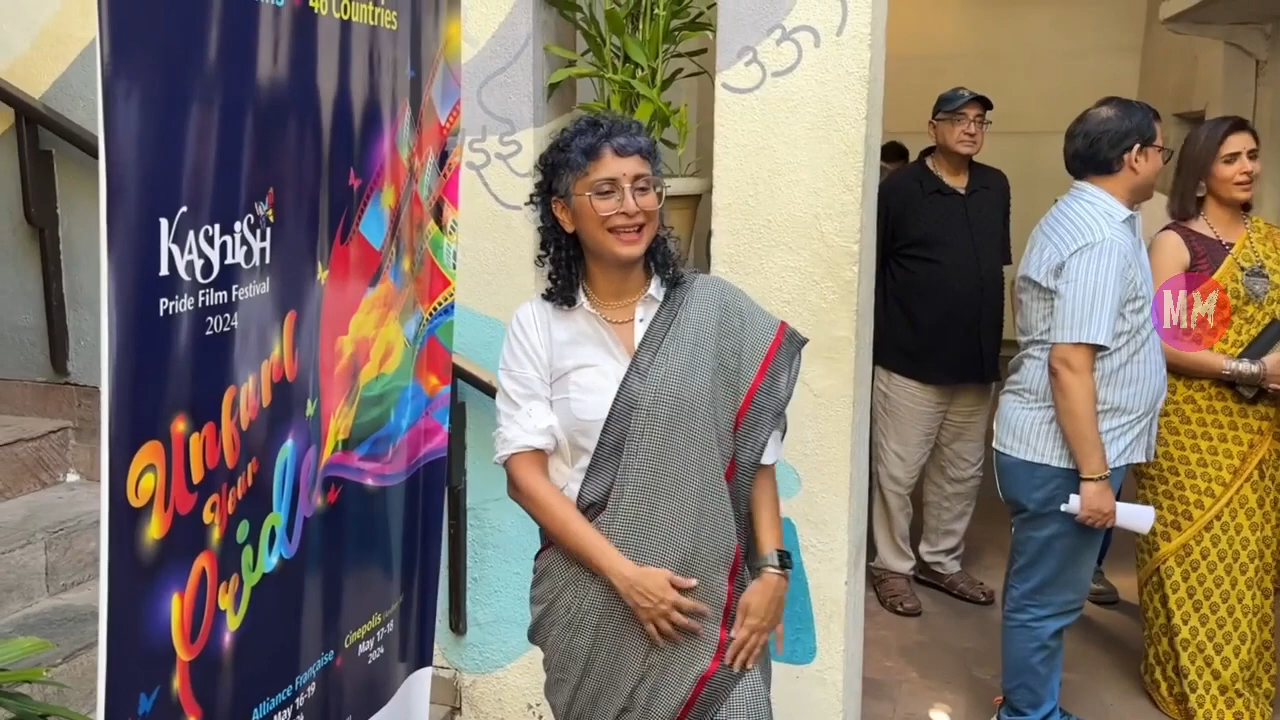 46 Countries
KASHISH
Pride Film Festival
2024
Unfurl
Your
Pride
Cinepolis
May 17-18
2024
Alliance Française
May 16-19
MM